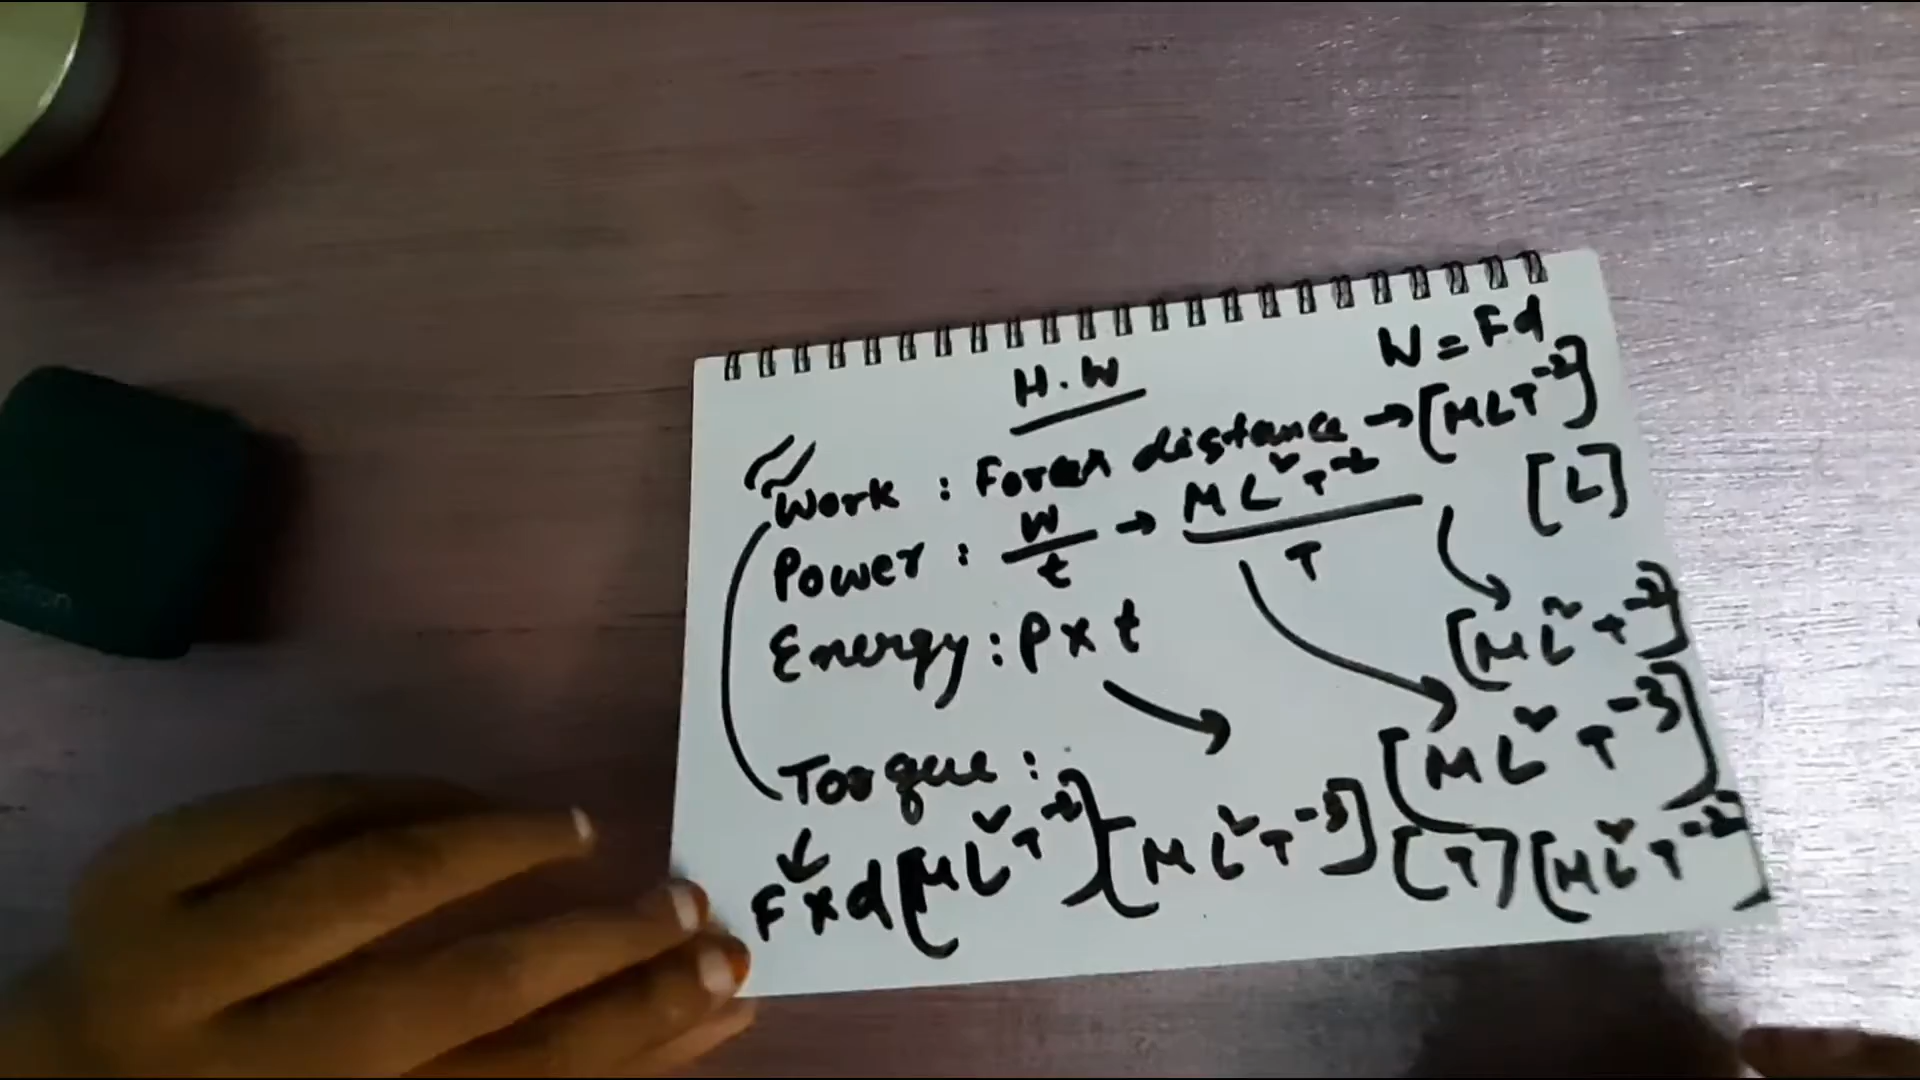 H.W
W = Fd
Work : Force x distance → [MLT⁻²]
[L]
Power : W/t → ML²T⁻²/T
[ML²T⁻²]
Energy : P x t
[ML²T⁻³]
Torque :
F x d [ML²T⁻²] [ML²T⁻³] [T] [ML²T⁻²]